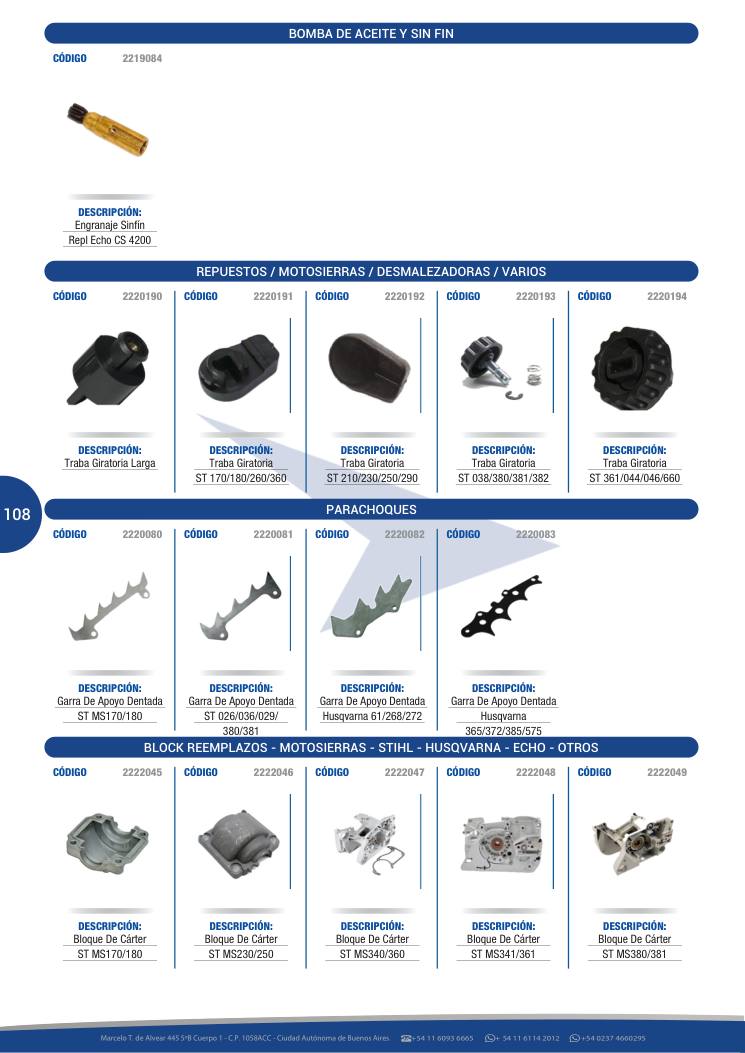 BOMBA DE ACEITE Y SIN FIN
CÓDIGO 2219084
DESCRIPCIÓN:
Engranaje Sinfín
Repl Echo CS 4200
REPUESTOS / MOTOSIERRAS / DESMALEZADORAS / VARIOS
CÓDIGO 2220190
DESCRIPCIÓN:
Traba Giratoria Larga
CÓDIGO 2220191
DESCRIPCIÓN:
Traba Giratoria
ST 170/180/260/360
CÓDIGO 2220192
DESCRIPCIÓN:
Traba Giratoria
ST 210/230/250/290
CÓDIGO 2220193
DESCRIPCIÓN:
Traba Giratoria
ST 038/380/381/382
CÓDIGO 2220194
DESCRIPCIÓN:
Traba Giratoria
ST 361/044/046/660
108
PARACHOQUES
CÓDIGO 2220080
DESCRIPCIÓN:
Garra De Apoyo Dentada
ST MS170/180
CÓDIGO 2220081
DESCRIPCIÓN:
Garra De Apoyo Dentada
ST 026/036/029/
380/381
CÓDIGO 2220082
DESCRIPCIÓN:
Garra De Apoyo Dentada
Husqvarna 61/268/272
CÓDIGO 2220083
DESCRIPCIÓN:
Garra De Apoyo Dentada
Husqvarna
365/372/385/575
BLOCK REEMPLAZOS - MOTOSIERRAS - STIHL - HUSQVARNA - ECHO - OTROS
CÓDIGO 2222045
DESCRIPCIÓN:
Bloque De Cárter
ST MS170/180
CÓDIGO 2222046
DESCRIPCIÓN:
Bloque De Cárter
ST MS230/250
CÓDIGO 2222047
DESCRIPCIÓN:
Bloque De Cárter
ST MS340/360
CÓDIGO 2222048
DESCRIPCIÓN:
Bloque De Cárter
ST MS341/361
CÓDIGO 2222049
DESCRIPCIÓN:
Bloque De Cárter
ST MS380/381
Marcelo T. de Alvear 445 5ºB Cuerpo 1 - C.P. 1058ACC - Ciudad Autónoma de Buenos Aires. +54 11 6093 6665 + 54 11 6114 2012 +54 0237 4660295